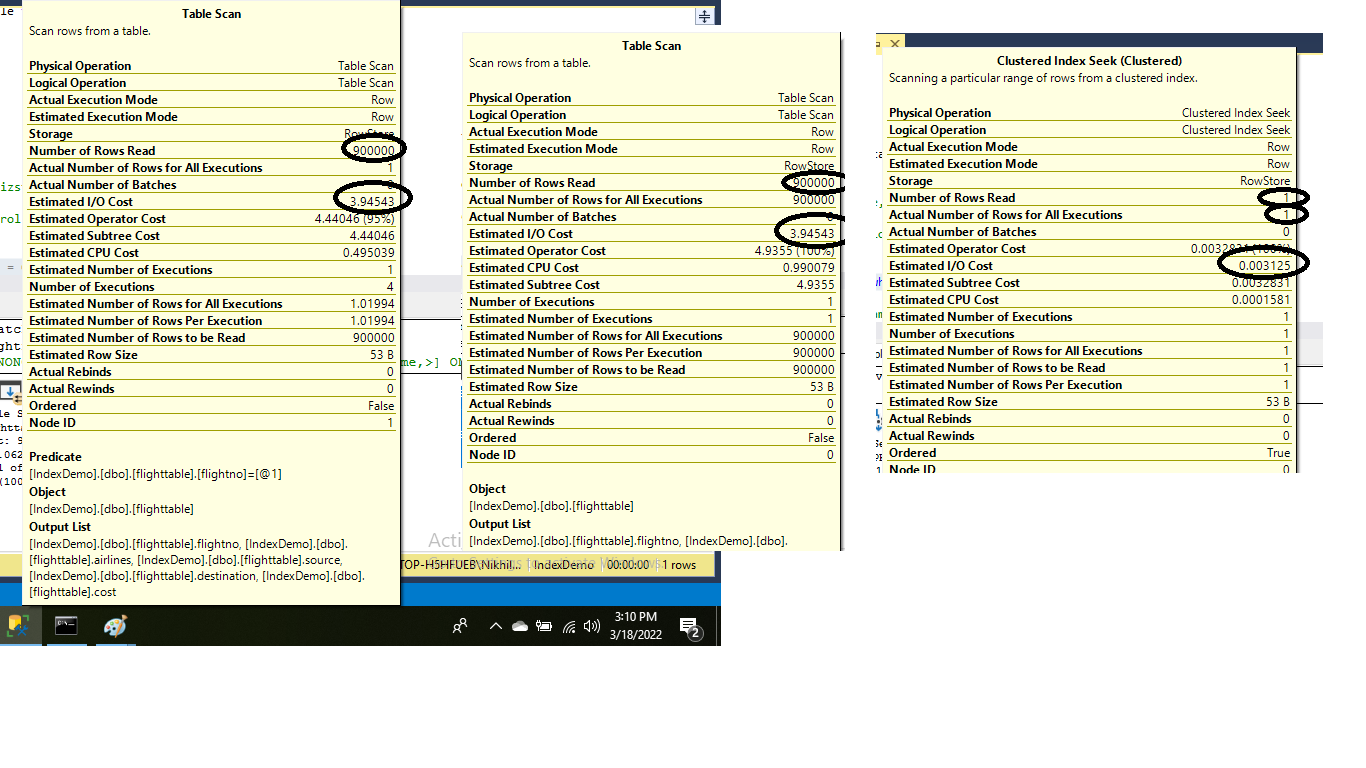 Table Scan
Scan rows from a table.
Physical Operation Table Scan
Logical Operation Table Scan
Actual Execution Mode Row
Estimated Execution Mode Row
Storage RowStore
Number of Rows Read 900000
Actual Number of Rows for All Executions 1
Actual Number of Batches
Estimated I/O Cost 3.94543
Estimated Operator Cost 4.44046 (95%)
Estimated Subtree Cost 4.44046
Estimated CPU Cost 0.495039
Estimated Number of Executions 1
Number of Executions 4
Estimated Number of Rows for All Executions 1.01994
Estimated Number of Rows Per Execution 1.01994
Estimated Number of Rows to be Read 900000
Estimated Row Size 53 B
Actual Rebinds 0
Actual Rewinds 0
Ordered False
Node ID 1
Predicate
[IndexDemo].[dbo].[flighttable].[flightno]=[@1]
Object
[IndexDemo].[dbo].[flighttable]
Output List
[IndexDemo].[dbo].[flighttable].flightno, [IndexDemo].[dbo].
[flighttable].airlines, [IndexDemo].[dbo].[flighttable].source,
[IndexDemo].[dbo].[flighttable].destination, [IndexDemo].[dbo].
[flighttable].cost
Table Scan
Scan rows from a table.
Physical Operation Table Scan
Logical Operation Table Scan
Actual Execution Mode Row
Estimated Execution Mode Row
Storage RowStore
Number of Rows Read 900000
Actual Number of Rows for All Executions 900000
Actual Number of Batches
Estimated I/O Cost 3.94543
Estimated Operator Cost 4.9355 (100%)
Estimated CPU Cost 0.990079
Estimated Subtree Cost 4.9355
Number of Executions 1
Estimated Number of Executions 1
Estimated Number of Rows for All Executions 900000
Estimated Number of Rows Per Execution 900000
Estimated Number of Rows to be Read 900000
Estimated Row Size 53 B
Actual Rebinds 0
Actual Rewinds 0
Ordered False
Node ID 0
Object
[IndexDemo].[dbo].[flighttable]
Output List
[IndexDemo].[dbo].[flighttable].flightno, [IndexDemo].[dbo].
Clustered Index Seek (Clustered)
Scanning a particular range of rows from a clustered index.
Physical Operation Clustered Index Seek
Logical Operation Clustered Index Seek
Actual Execution Mode Row
Estimated Execution Mode Row
Storage RowStore
Number of Rows Read 1
Actual Number of Rows for All Executions 1
Actual Number of Batches 0
Estimated Operator Cost 0.0032831 (100%)
Estimated I/O Cost 0.003125
Estimated Subtree Cost 0.0032831
Estimated CPU Cost 0.0001581
Estimated Number of Executions 1
Number of Executions 1
Estimated Number of Rows for All Executions 1
Estimated Number of Rows to be Read 1
Estimated Number of Rows Per Execution 1
Estimated Row Size 53 B
Actual Rebinds 0
Actual Rewinds 0
Ordered True
Node ID 0
Acti
TOP-H5HFUEB\Nikhil... IndexDemo 00:00:00 1 rows
3:10 PM
3/18/2022
2